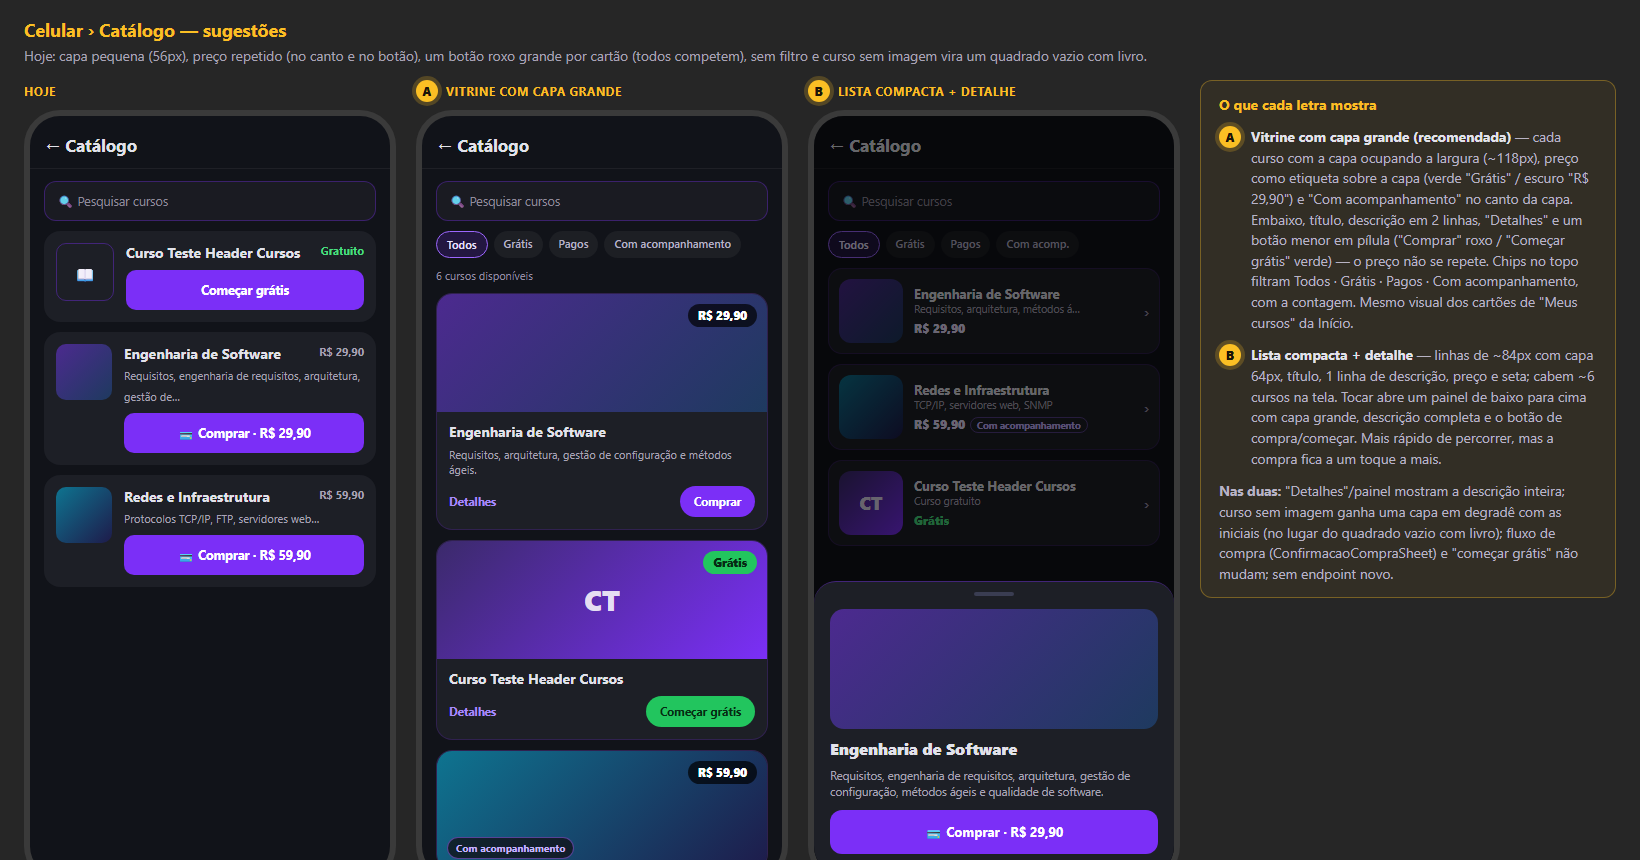 Celular › Catálogo — sugestões
Hoje: capa pequena (56px), preço repetido (no canto e no botão), um botão roxo grande por cartão (todos competem), sem filtro e curso sem imagem vira um quadrado vazio com livro.
HOJE
← Catálogo
Pesquisar cursos
Curso Teste Header Cursos
Gratuito
Começar grátis
Engenharia de Software
R$ 29,90
Requisitos, engenharia de requisitos, arquitetura,
gestão de...
Comprar · R$ 29,90
Redes e Infraestrutura
R$ 59,90
Protocolos TCP/IP, FTP, servidores web...
Comprar · R$ 59,90
A VITRINE COM CAPA GRANDE
← Catálogo
Pesquisar cursos
Todos Grátis Pagos Com acompanhamento
6 cursos disponíveis
R$ 29,90
Engenharia de Software
Requisitos, arquitetura, gestão de configuração e métodos
ágeis.
Detalhes Comprar
Grátis
CT
Curso Teste Header Cursos
Detalhes Começar grátis
R$ 59,90
Com acompanhamento
B LISTA COMPACTA + DETALHE
← Catálogo
Pesquisar cursos
Todos Grátis Pagos Com acomp.
Engenharia de Software
Requisitos, arquitetura, métodos á...
R$ 29,90
›
Redes e Infraestrutura
TCP/IP, servidores web, SNMP
R$ 59,90 Com acompanhamento
›
CT
Curso Teste Header Cursos
Curso gratuito
Grátis
›
Engenharia de Software
Requisitos, engenharia de requisitos, arquitetura, gestão de
configuração, métodos ágeis e qualidade de software.
Comprar · R$ 29,90
O que cada letra mostra
A Vitrine com capa grande (recomendada) — cada
curso com a capa ocupando a largura (~118px), preço
como etiqueta sobre a capa (verde "Grátis" / escuro "R$
29,90") e "Com acompanhamento" no canto da capa.
Embaixo, título, descrição em 2 linhas, "Detalhes" e um
botão menor em pílula ("Comprar" roxo / "Começar
grátis" verde) — o preço não se repete. Chips no topo
filtram Todos · Grátis · Pagos · Com acompanhamento,
com a contagem. Mesmo visual dos cartões de "Meus
cursos" da Início.
B Lista compacta + detalhe — linhas de ~84px com capa
64px, título, 1 linha de descrição, preço e seta; cabem ~6
cursos na tela. Tocar abre um painel de baixo para cima
com capa grande, descrição completa e o botão de
compra/começar. Mais rápido de percorrer, mas a
compra fica a um toque a mais.
Nas duas: "Detalhes"/painel mostram a descrição inteira;
curso sem imagem ganha uma capa em degradê com as
iniciais (no lugar do quadrado vazio com livro); fluxo de
compra (ConfirmacaoCompraSheet) e "começar grátis" não
mudam; sem endpoint novo.